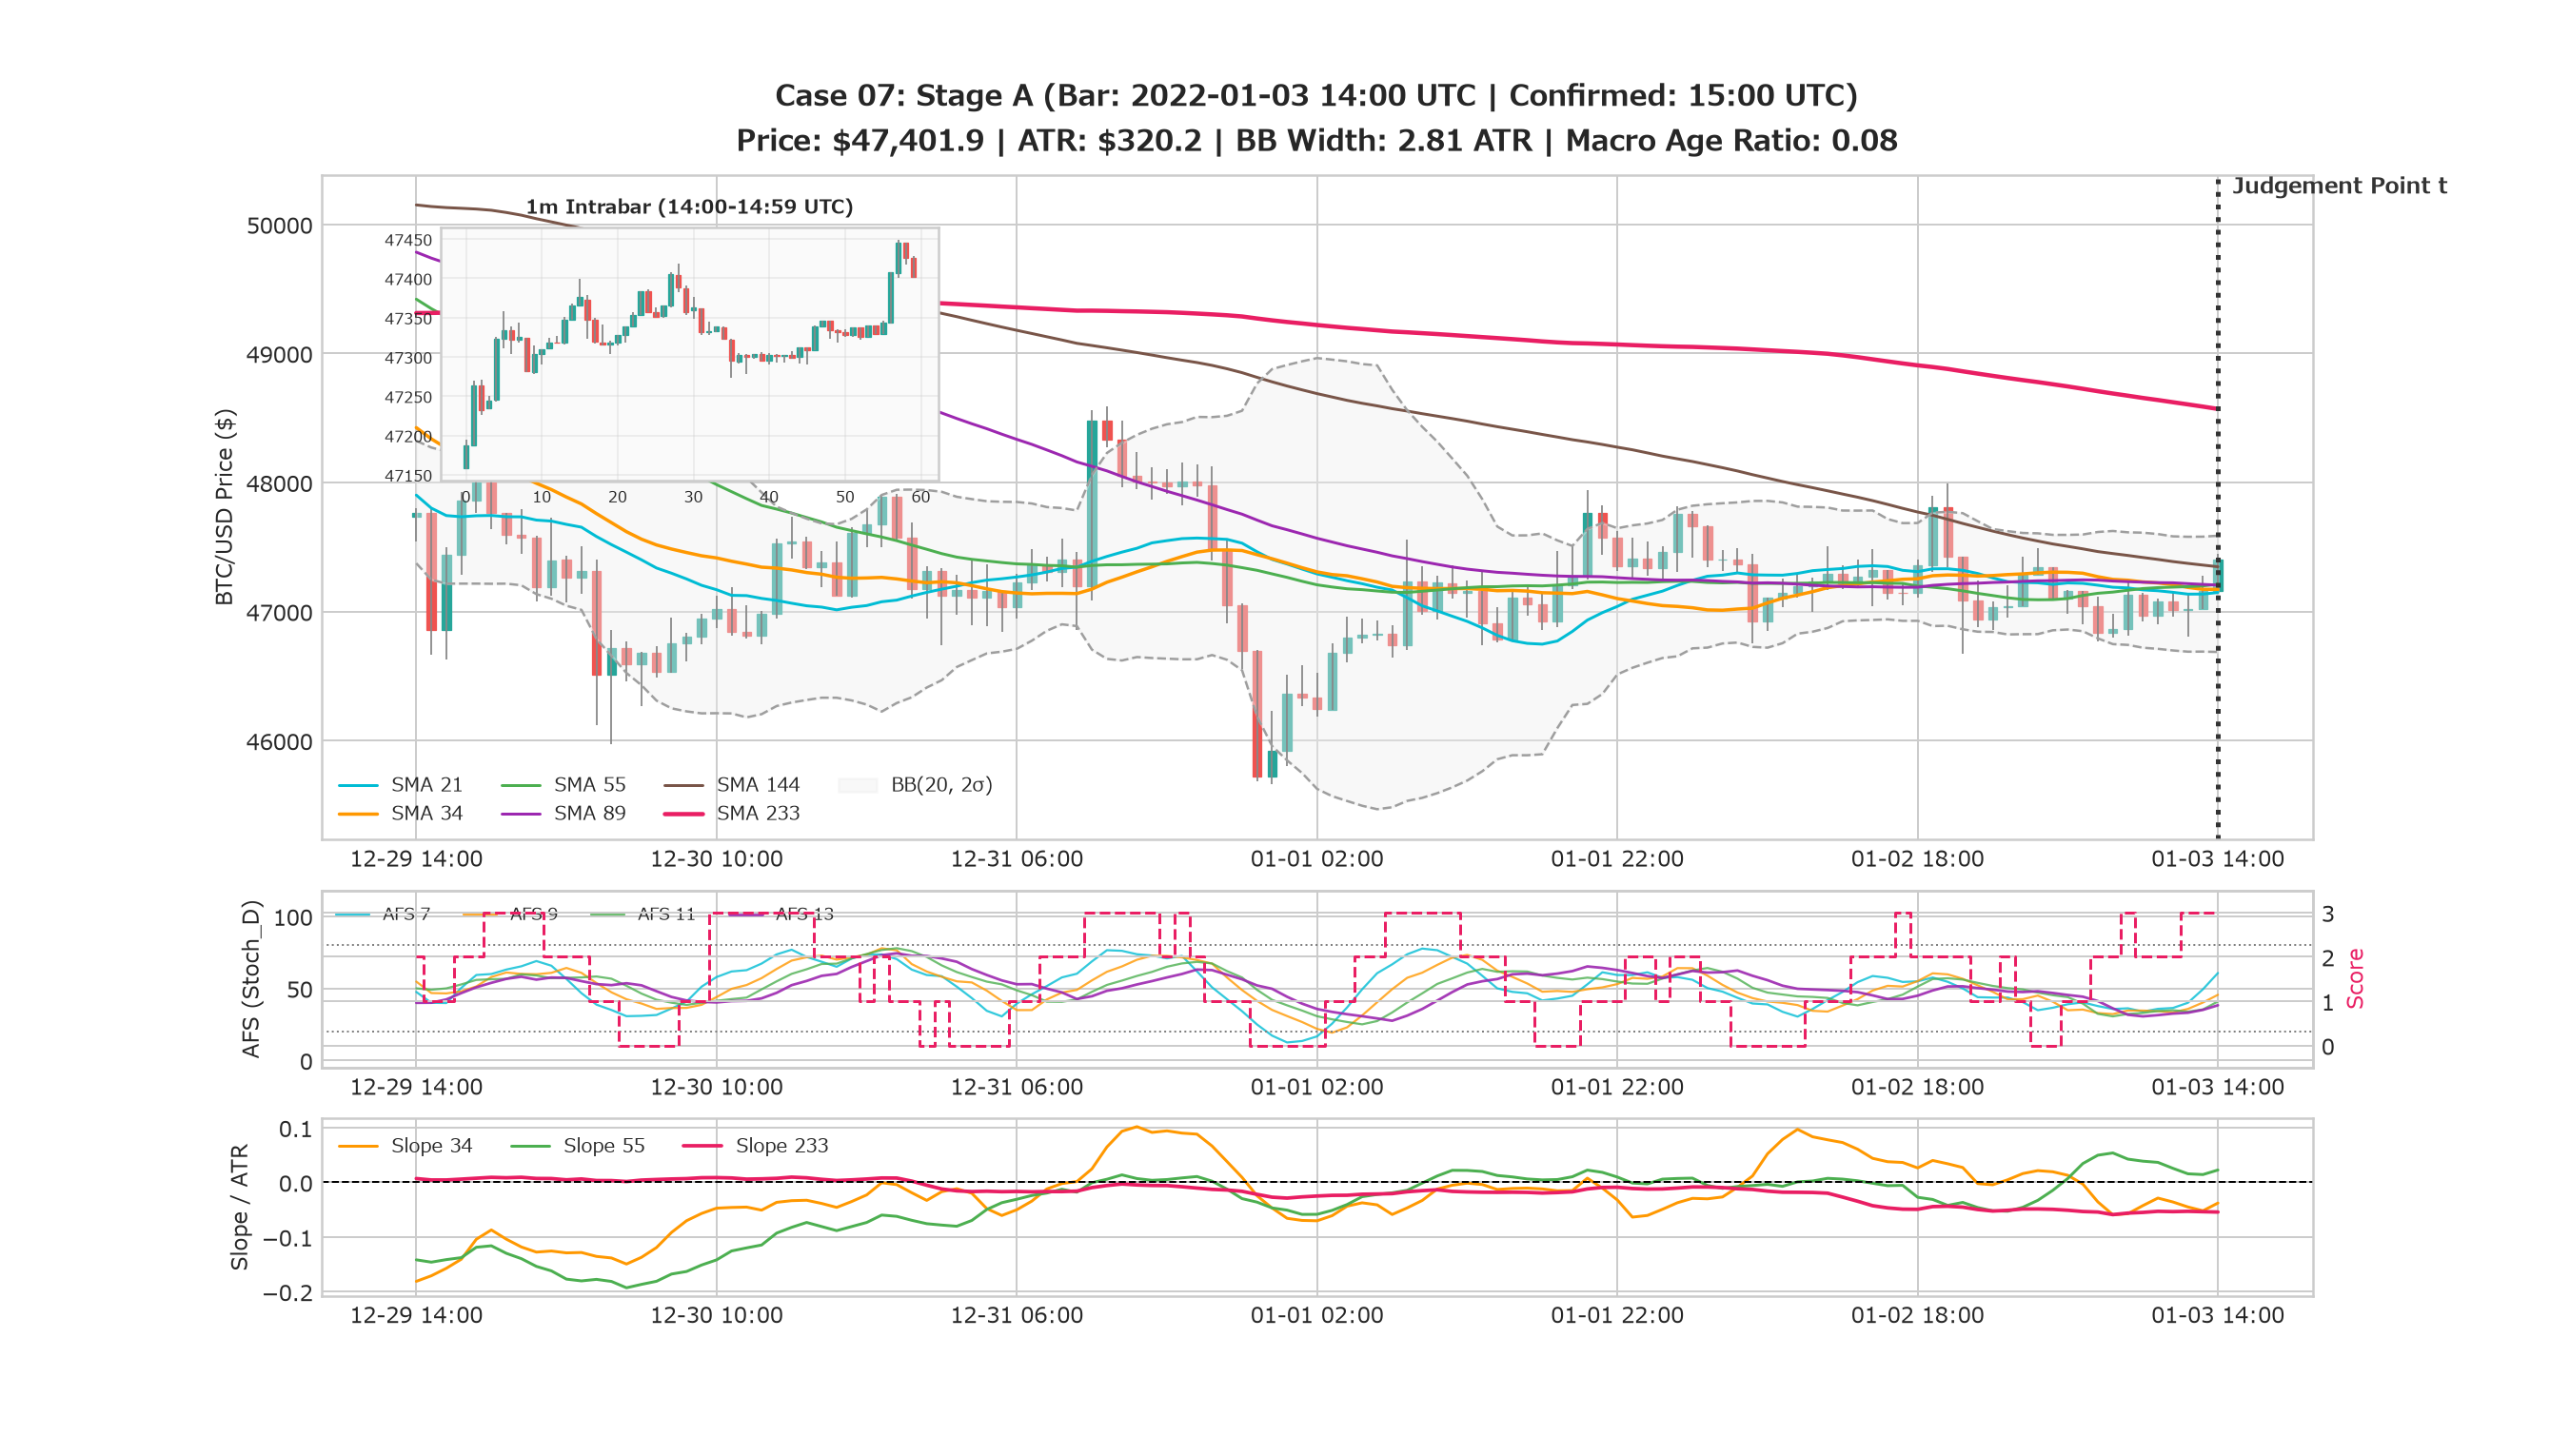 Case 07: Stage A (Bar: 2022-01-03 14:00 UTC | Confirmed: 15:00 UTC)
Price: $47,401.9 | ATR: $320.2 | BB Width: 2.81 ATR | Macro Age Ratio: 0.08
Judgement Point t
1m Intrabar (14:00-14:59 UTC)
47450
47400
47350
47300
47250
47200
47150
0 10 20 30 40 50 60
BTC/USD Price ($)
50000
49000
48000
47000
46000
SMA 21 SMA 55 SMA 144 BB(20, 2σ)
SMA 34 SMA 89 SMA 233
12-29 14:00 12-30 10:00 12-31 06:00 01-01 02:00 01-01 22:00 01-02 18:00 01-03 14:00
AFS (Stoch_D)
100
50
0
AFS 7 AFS 9 AFS 11 AFS 13
3
2
1
0
Score
12-29 14:00 12-30 10:00 12-31 06:00 01-01 02:00 01-01 22:00 01-02 18:00 01-03 14:00
Slope / ATR
0.1
0.0
−0.1
−0.2
Slope 34 Slope 55 Slope 233
12-29 14:00 12-30 10:00 12-31 06:00 01-01 02:00 01-01 22:00 01-02 18:00 01-03 14:00